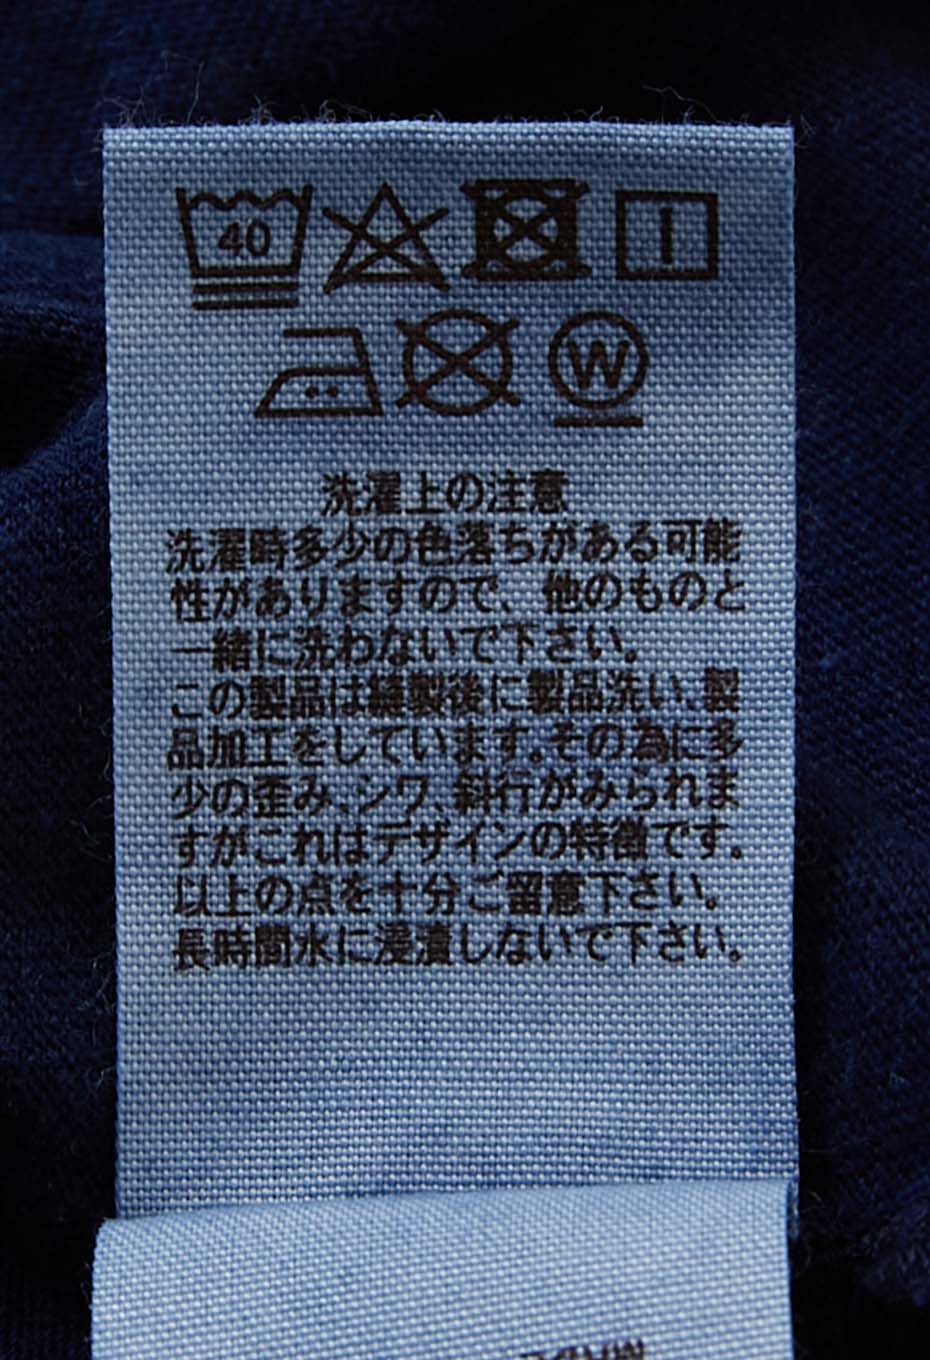 40
W
洗濯上の注意
洗濯時多少の色落ちがある可能
性がありますので、他のものと
一緒に洗わないで下さい。
この製品は縫製後に製品洗い、製
品加工をしています。その為に多
少の歪み、シワ、斜行がみられま
すがこれはデザインの特徴です。
以上の点を十分ご留意下さい。
長時間水に浸漬しないで下さい。